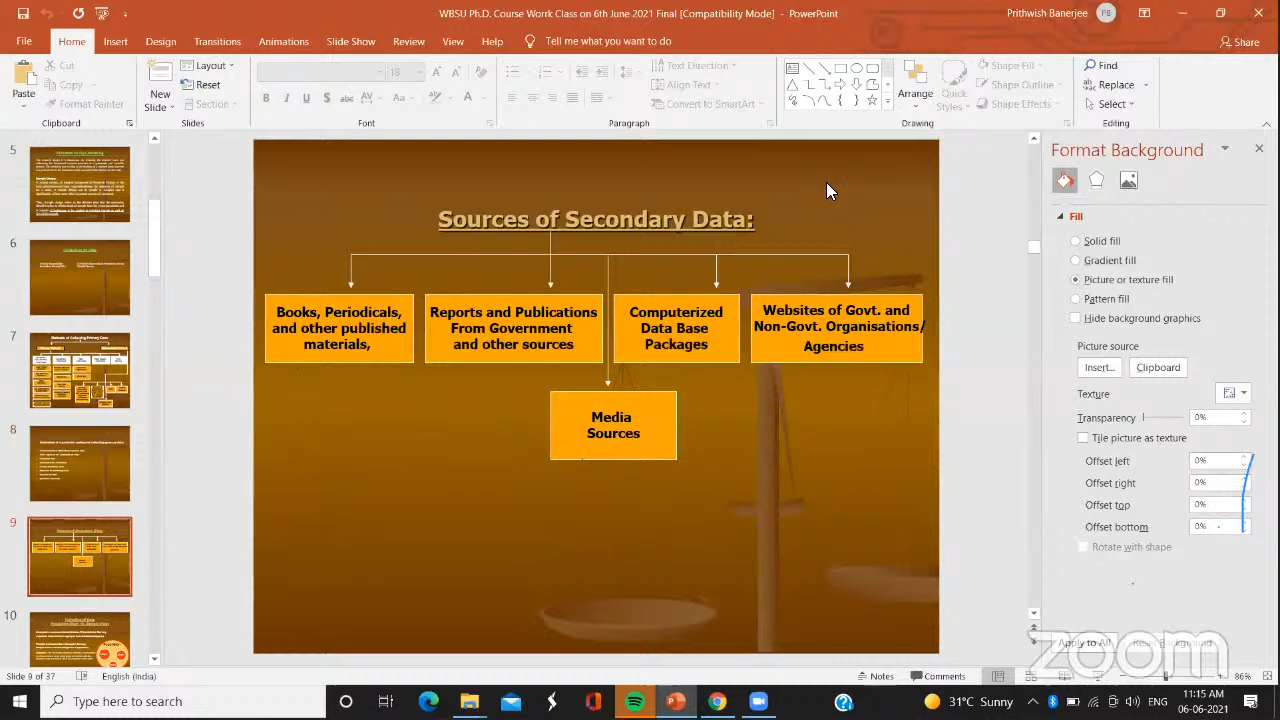 WBSU Ph.D. Course Work Class on 6th June 2021 Final [Compatibility Mode] - PowerPoint
Prithwish Banerjee
File Home Insert Design Transitions Animations Slide Show Review View Help Tell me what you want to do
Share
Paste
Cut
Copy
Format Painter
Clipboard
New
Slide
Layout
Reset
Section
Slides
18
Font
Text Direction
Align Text
Convert to SmartArt
Paragraph
Arrange
Quick
Styles
Shape Fill
Shape Outline
Shape Effects
Drawing
Find
Replace
Select
Editing
5
6
7
8
9
10
Sources of Secondary Data:
Books, Periodicals,
and other published
materials,
Reports and Publications
From Government
and other sources
Computerized
Data Base
Packages
Websites of Govt. and
Non-Govt. Organisations/
Agencies
Media
Sources
Format Background
Fill
Solid fill
Gradient fill
Picture or texture fill
Pattern fill
Hide background graphics
Picture source
Insert...
Clipboard
Texture
Transparency 0%
Tile picture as texture
Offset left 0%
Offset right 0%
Offset top 0%
Offset bottom 0%
Rotate with shape
Apply to All
zoom
Slide 9 of 37 English (India)
Notes Comments 86%
Type here to search
31°C Sunny
ENG
11:15 AM
06-06-2021